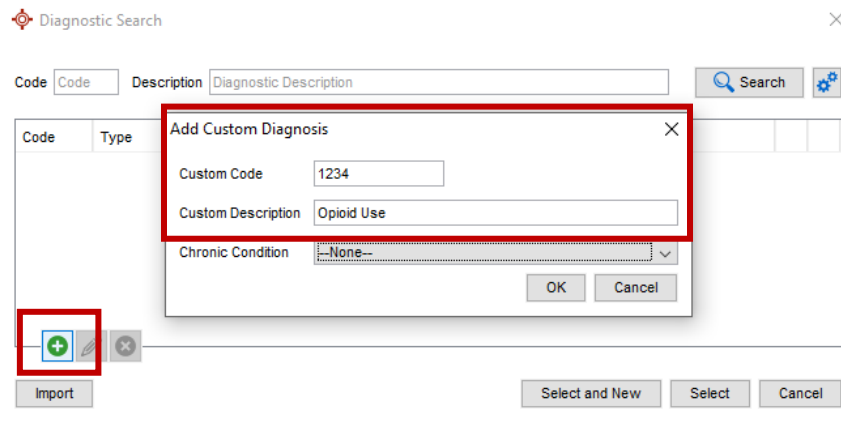 Diagnostic Search
Code Code Description Diagnostic Description Search
Code Type
Add Custom Diagnosis
Custom Code 1234
Custom Description Opioid Use
Chronic Condition --None--
OK Cancel
Import Select and New Select Cancel